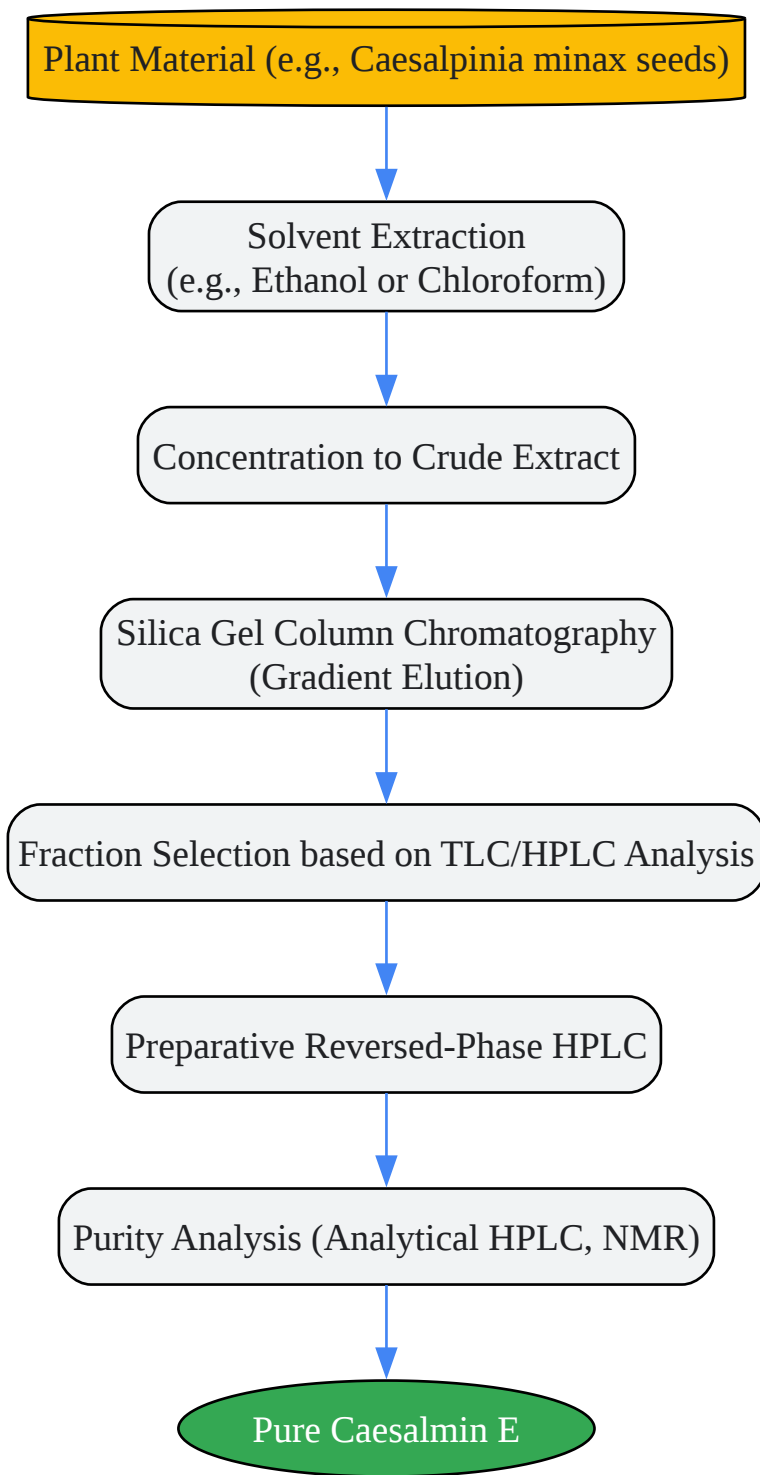 Plant Material (e.g., Caesalpinia minax seeds)
Solvent Extraction
(e.g., Ethanol or Chloroform)
Concentration to Crude Extract
Silica Gel Column Chromatography
(Gradient Elution)
Fraction Selection based on TLC/HPLC Analysis
Preparative Reversed-Phase HPLC
Purity Analysis (Analytical HPLC, NMR)
Pure Caesalmin E